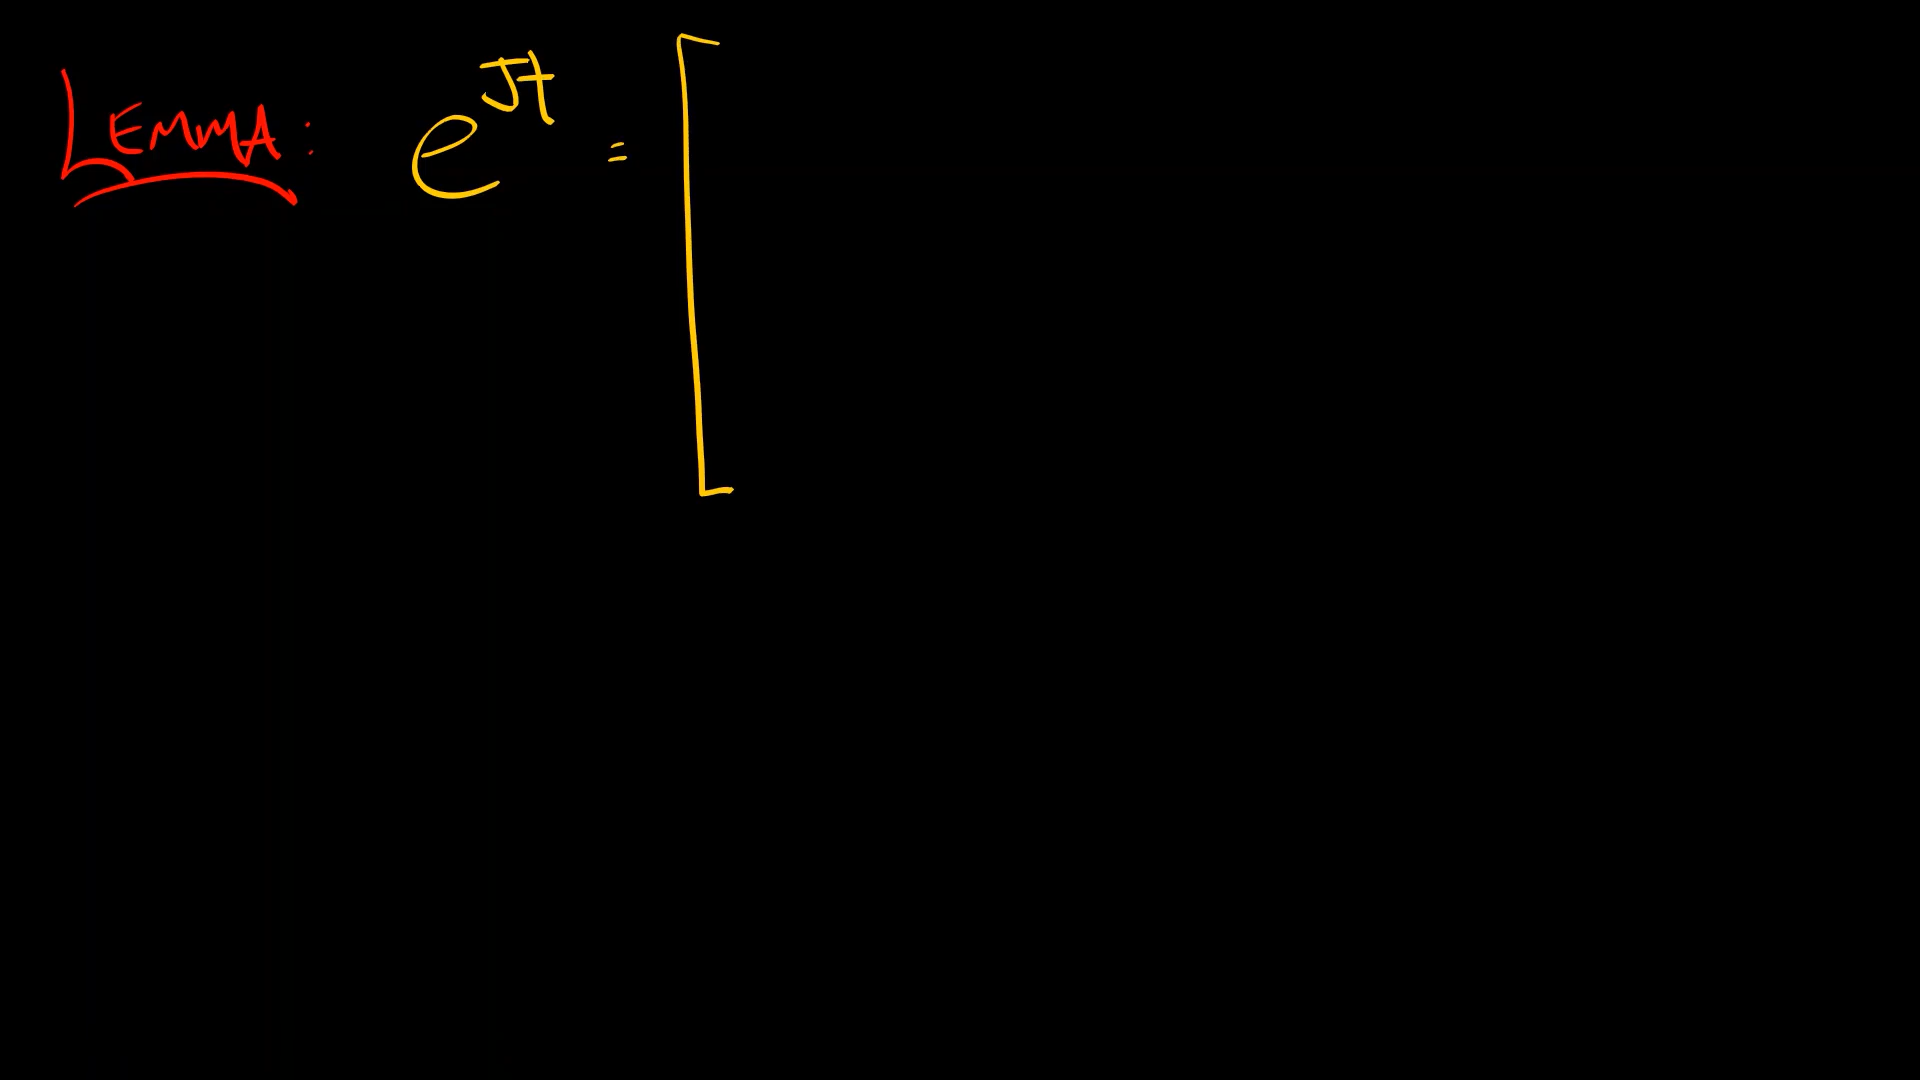 LEMMA: e^{Jt} = [